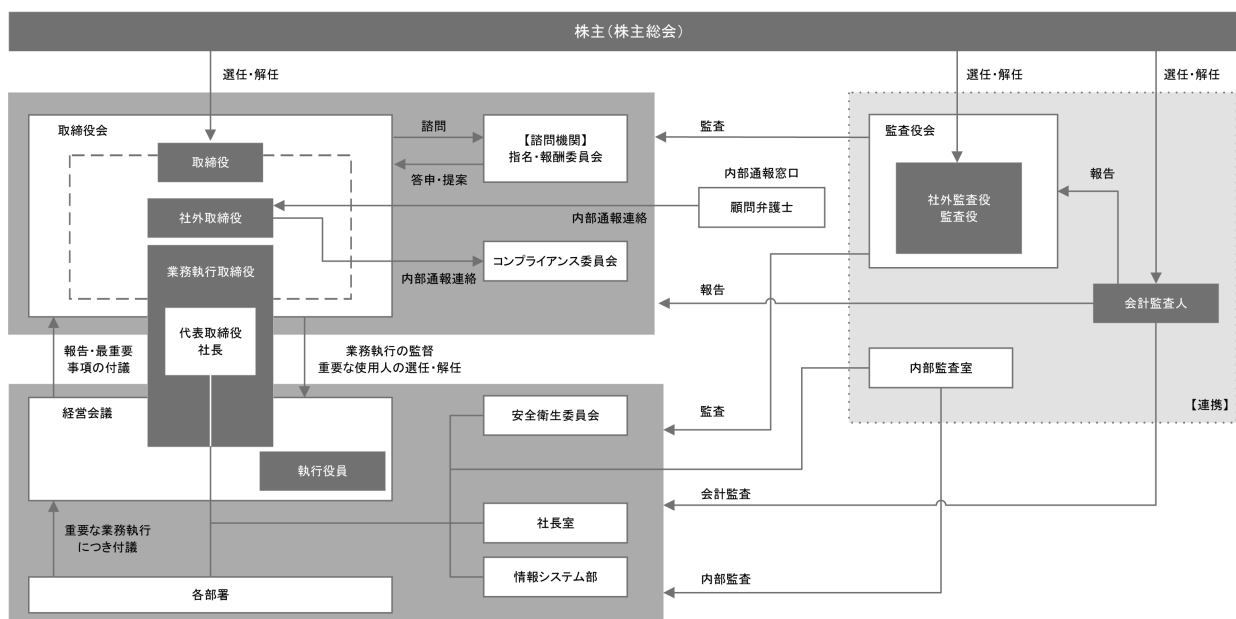 株主（株主総会）
選任・解任
選任・解任
選任・解任
取締役会
取締役
社外取締役
業務執行取締役
代表取締役
社長
諮問
答申・提案
【諮問機関】
指名・報酬委員会
内部通報連絡
内部通報連絡
コンプライアンス委員会
監査
内部通報窓口
顧問弁護士
監査役会
社外監査役
監査役
報告
会計監査人
報告
内部監査室
【連携】
報告・最重要
事項の付議
業務執行の監督
重要な使用人の選任・解任
経営会議
執行役員
安全衛生委員会
監査
会計監査
社長室
重要な業務執行
につき付議
情報システム部
内部監査
各部署